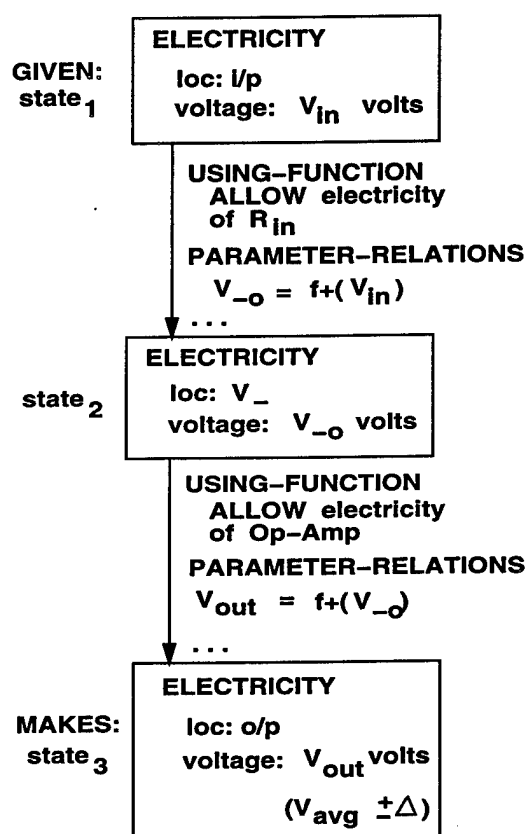 ELECTRICITY
GIVEN:
state1
loc: i/p
voltage: Vin volts
USING-FUNCTION
ALLOW electricity
of Rin
PARAMETER-RELATIONS
V-o = f+(Vin)
...
ELECTRICITY
state2
loc: V-
voltage: V-o volts
USING-FUNCTION
ALLOW electricity
of Op-Amp
PARAMETER-RELATIONS
Vout = f+(V-o)
...
ELECTRICITY
MAKES:
state3
loc: o/p
voltage: Vout volts
(Vavg ±Δ)